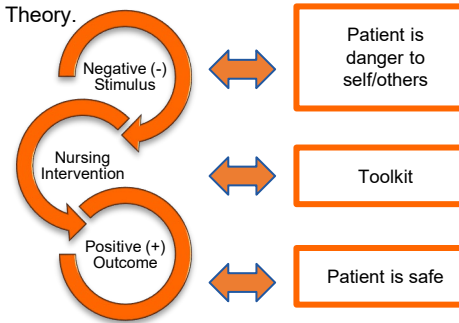 Theory.
Negative (-)
Stimulus
Patient is
danger to
self/others
Nursing
Intervention
Toolkit
Positive (+)
Outcome
Patient is safe